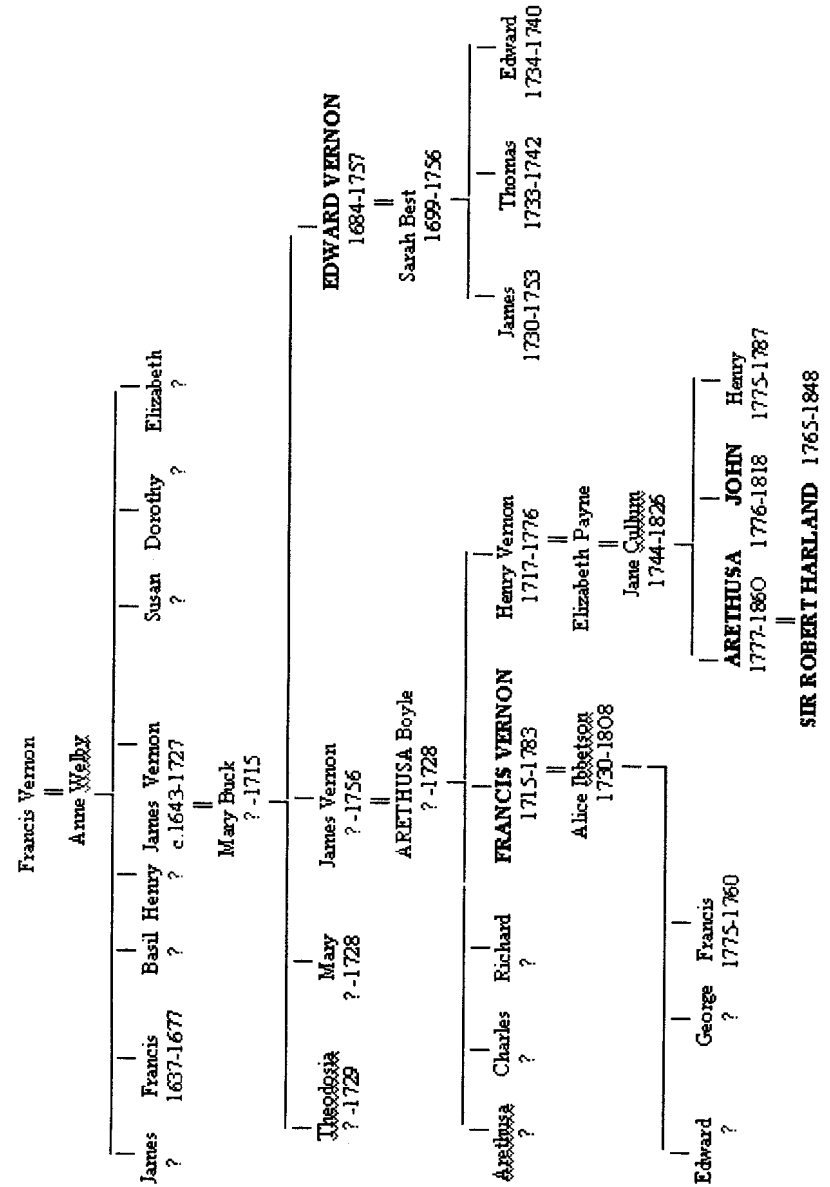 Francis Vernon
=
Anne Welby
James Francis Basil Henry James Vernon Susan Dorothy Elizabeth
? 1637-1677 ? ? c.1643-1727 ? ? ?
=
Mary Buck
? -1715
Theodosia Mary James Vernon EDWARD VERNON
? -1729 ? -1728 ? -1756 1684-1757
= =
ARETHUSA Boyle Sarah Best
? -1728 1699-1756
Arethusa Charles Richard FRANCIS VERNON Henry Vernon James Thomas Edward
? ? ? 1715-1783 1717-1776 1730-1753 1733-1742 1734-1740
= =
Alice Ibbetson Elizabeth Payne
1730-1808 =
Jane Cullum
1744-1826
Edward George Francis ARETHUSA JOHN Henry
? ? 1775-1760 1777-1860 1776-1818 1775-1787
=
SIR ROBERT HARLAND 1765-1848